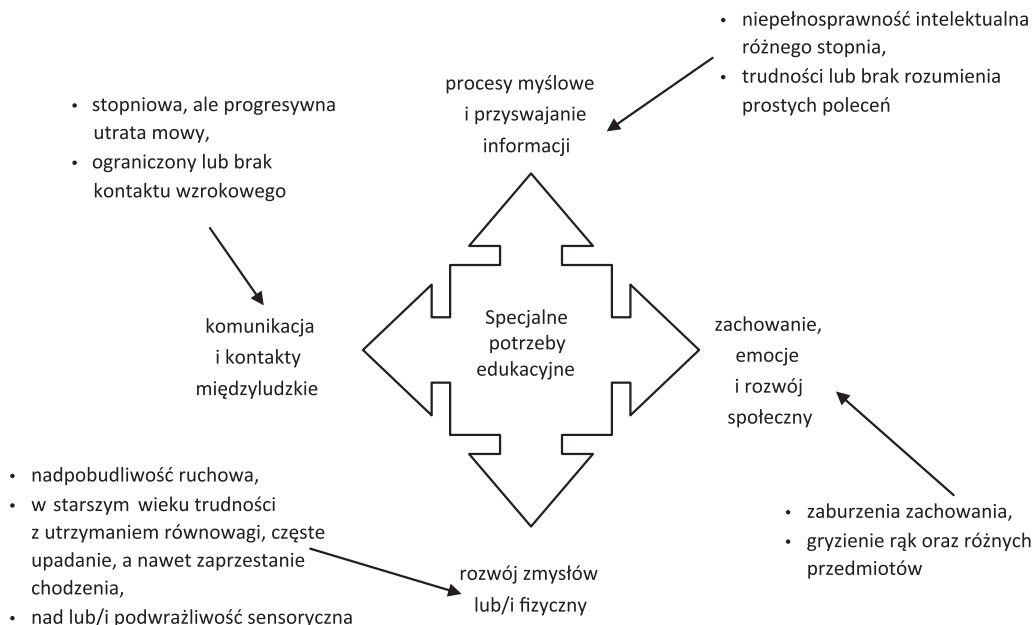 • niepełnosprawność intelektualna
różnego stopnia,
• trudności lub brak rozumienia
prostych poleceń
procesy myślowe
i przyswajanie
informacji
• stopniowa, ale progresywna
utrata mowy,
• ograniczony lub brak
kontaktu wzrokowego
komunikacja
i kontakty
międzyludzkie
Specjalne
potrzeby
edukacyjne
zachowanie,
emocje
i rozwój
społeczny
• nadpobudliwość ruchowa,
• w starszym wieku trudności
z utrzymaniem równowagi, częste
upadanie, a nawet zaprzestanie
chodzenia,
• nad lub/i podwrażliwość sensoryczna
rozwój zmysłów
lub/i fizyczny
• zaburzenia zachowania,
• gryzienie rąk oraz różnych
przedmiotów